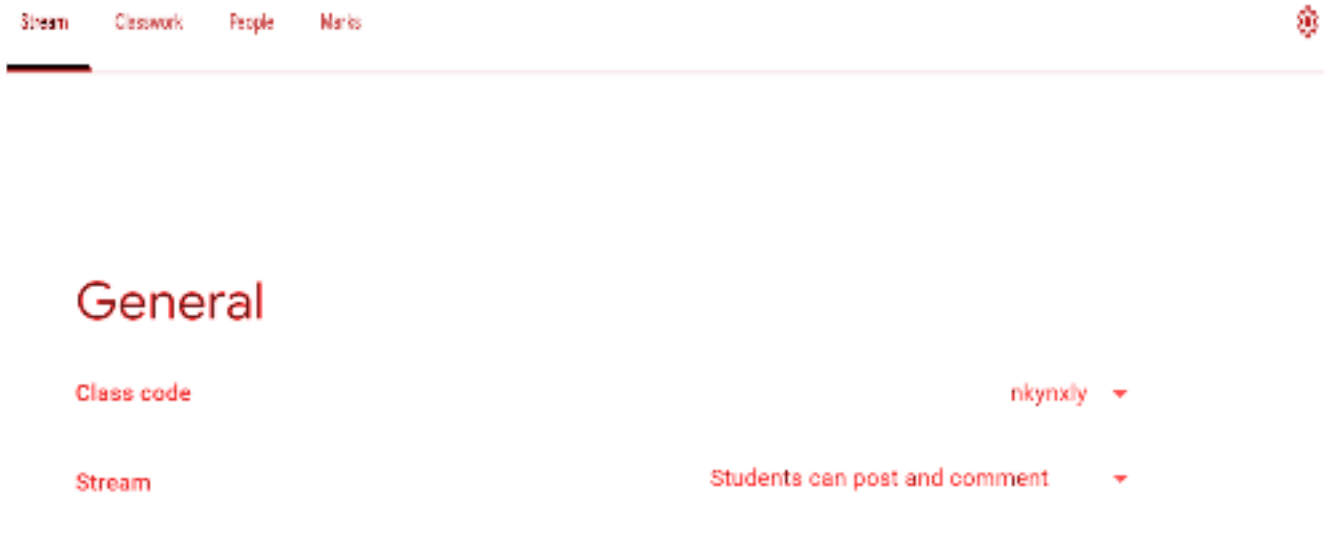 Stream Classwork People Marks
General
Class code nkynxly
Stream Students can post and comment